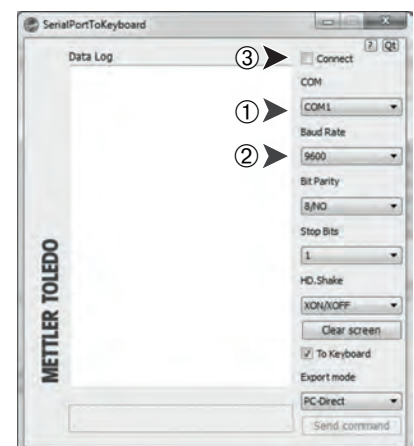 SerialPortToKeyboard
? Qt
Data Log
③ Connect
COM
① COM1
Baud Rate
② 9600
Bit Parity
8/NO
Stop Bits
1
HD.Shake
XON/XOFF
Clear screen
To Keyboard
Export mode
PC-Direct
Send command
METTLER TOLEDO